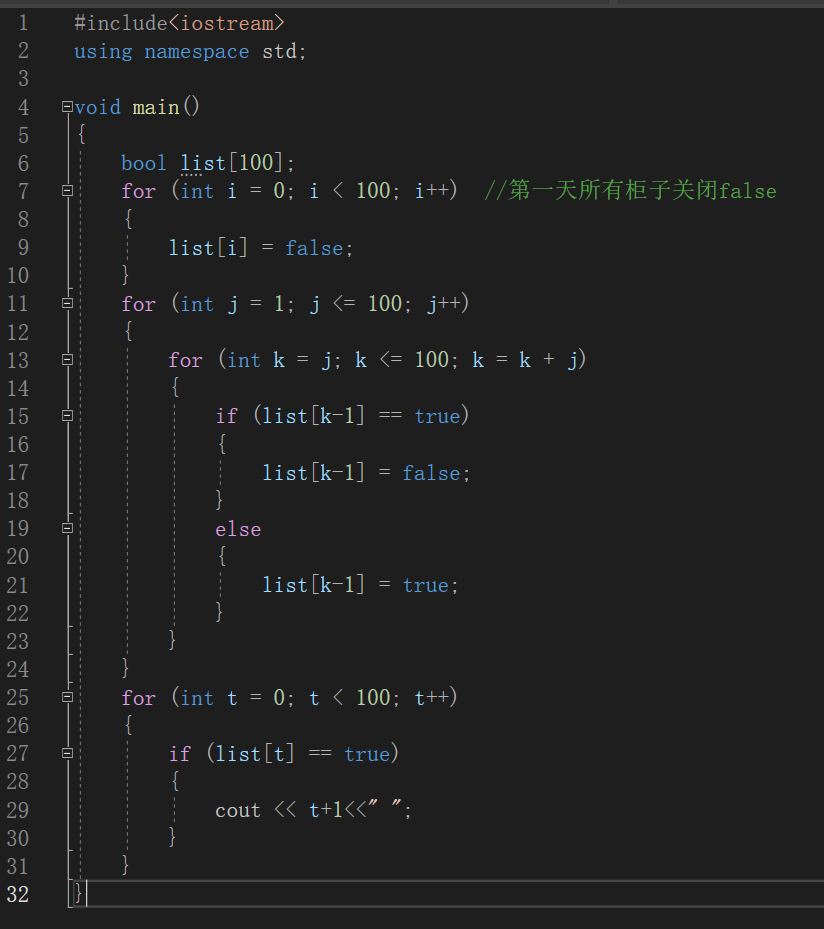 1 #include<iostream>
2 using namespace std;
3
4 void main()
5 {
6 bool list[100];
7 for (int i = 0; i < 100; i++) //第一天所有柜子关闭false
8 {
9 list[i] = false;
10 }
11 for (int j = 1; j <= 100; j++)
12 {
13 for (int k = j; k <= 100; k = k + j)
14 {
15 if (list[k-1] == true)
16 {
17 list[k-1] = false;
18 }
19 else
20 {
21 list[k-1] = true;
22 }
23 }
24 }
25 for (int t = 0; t < 100; t++)
26 {
27 if (list[t] == true)
28 {
29 cout << t+1<<" ";
30 }
31 }
32 }